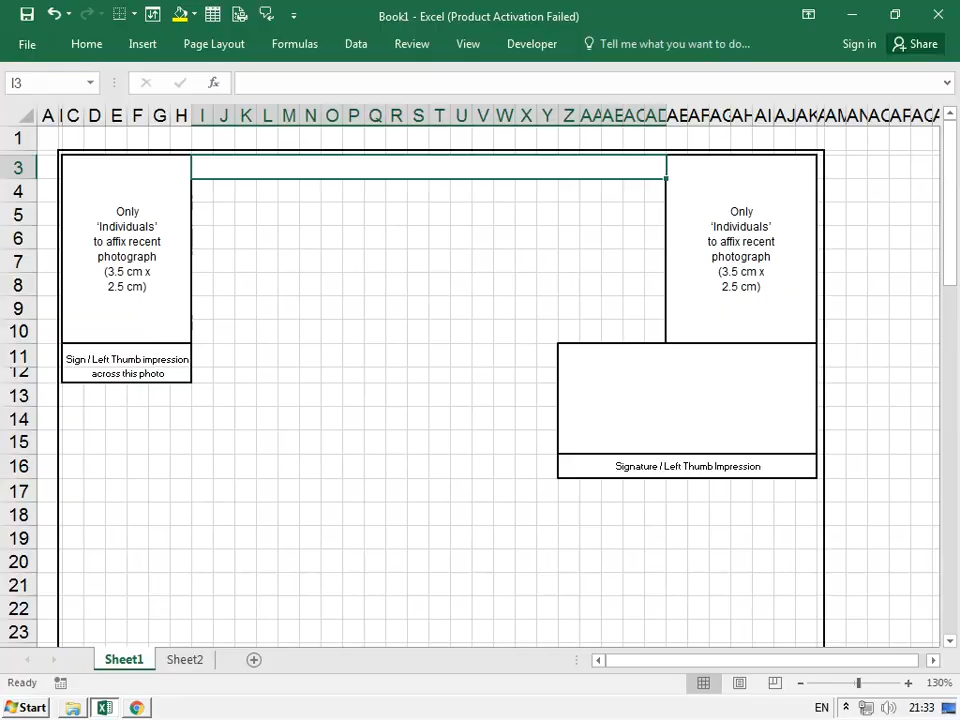 Book1 - Excel (Product Activation Failed)
File Home Insert Page Layout Formulas Data Review View Developer Tell me what you want to do... Sign in Share
I3 fx
A C D E F G H I J K L M N O P Q R S T U V W X Y Z
1
3
4
5
6
7
8
9
10
11
12
13
14
15
16
17
18
19
20
21
22
23
Only
‘Individuals’
to affix recent
photograph
(3.5 cm x
2.5 cm)
Sign / Left Thumb impression
across this photo
Only
‘Individuals’
to affix recent
photograph
(3.5 cm x
2.5 cm)
Signature / Left Thumb Impression
Sheet1 Sheet2
Ready 130%
Start EN 21:33